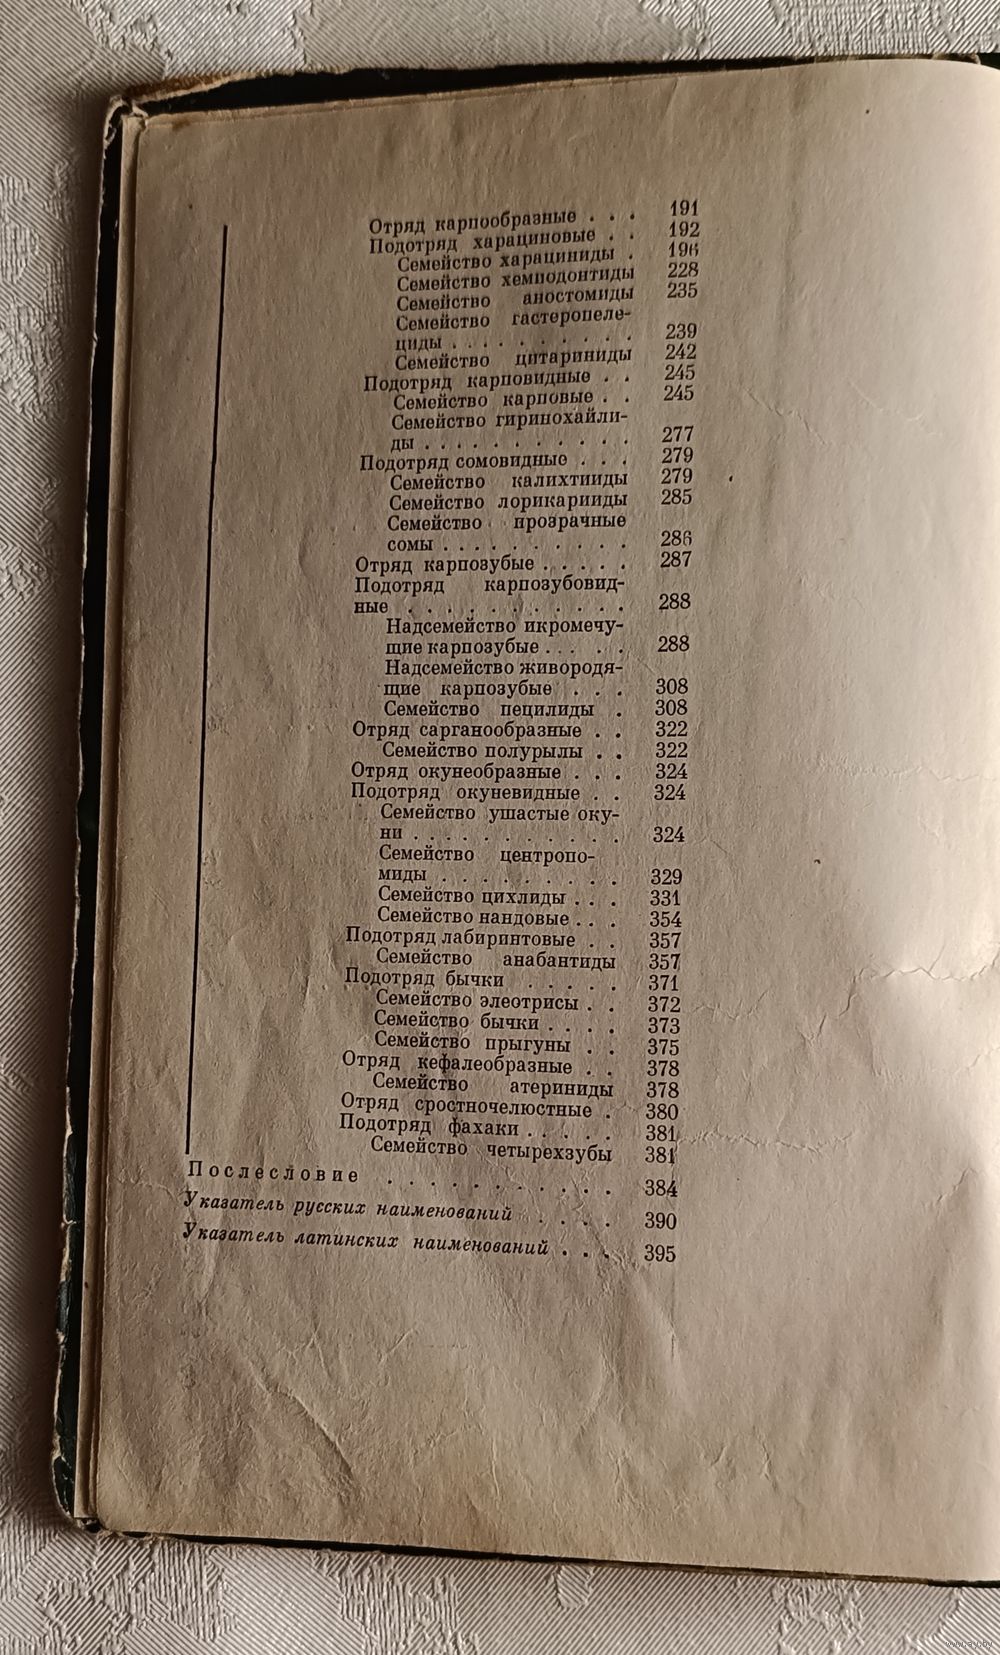 Отряд карпообразные . . . 191
Подотряд харациновые . . 192
Семейство харациниды . 196
Семейство хемиодонтиды 228
Семейство аностомиды 235
Семейство гастеропеле-
циды . . . . . . . . . . 239
Семейство цитариниды 242
Подотряд карповидные . . 245
Семейство карповые . . 245
Семейство гиринохайли-
ды . . . . . . . . . . 277
Подотряд сомовидные . . . 279
Семейство калихтииды 279
Семейство лорикарииды 285
Семейство прозрачные
сомы . . . . . . . . . . 286
Отряд карпозубые . . . . . 287
Подотряд карпозубовид-
ные . . . . . . . . . . . 288
Надсемейство икромечу-
щие карпозубые . . . . . 288
Надсемейство живородя-
щие карпозубые . . . 308
Семейство пецилиды . 308
Отряд сарганообразные . . 322
Семейство полурылы . . 322
Отряд окунеобразные . . . 324
Подотряд окуневидные . . 324
Семейство ушастые оку-
ни . . . . . . . . . . 324
Семейство центропо-
миды . . . . . . . . . 329
Семейство цихлиды . . . 331
Семейство нандовые . . . 354
Подотряд лабиринтовые . . 357
Семейство анабантиды 357
Подотряд бычки . . . . . 371
Семейство элеотрисы . . 372
Семейство бычки . . . . 373
Семейство прыгуны . . 375
Отряд кефалеобразные . . 378
Семейство атериниды 378
Отряд сростночелюстные . 380
Подотряд фахаки . . . . . 381
Семейство четырехзубы 381
Послесловие . . . . . . . . . . 384
Указатель русских наименований . . . . 390
Указатель латинских наименований . . . 395
www.ay.by